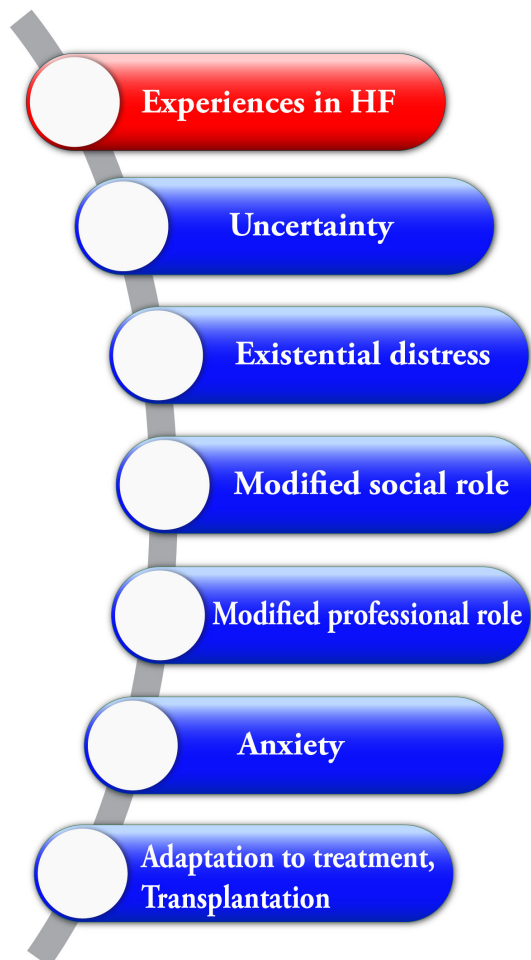 Experiences in HF
Uncertainty
Existential distress
Modified social role
Modified professional role
Anxiety
Adaptation to treatment,
Transplantation